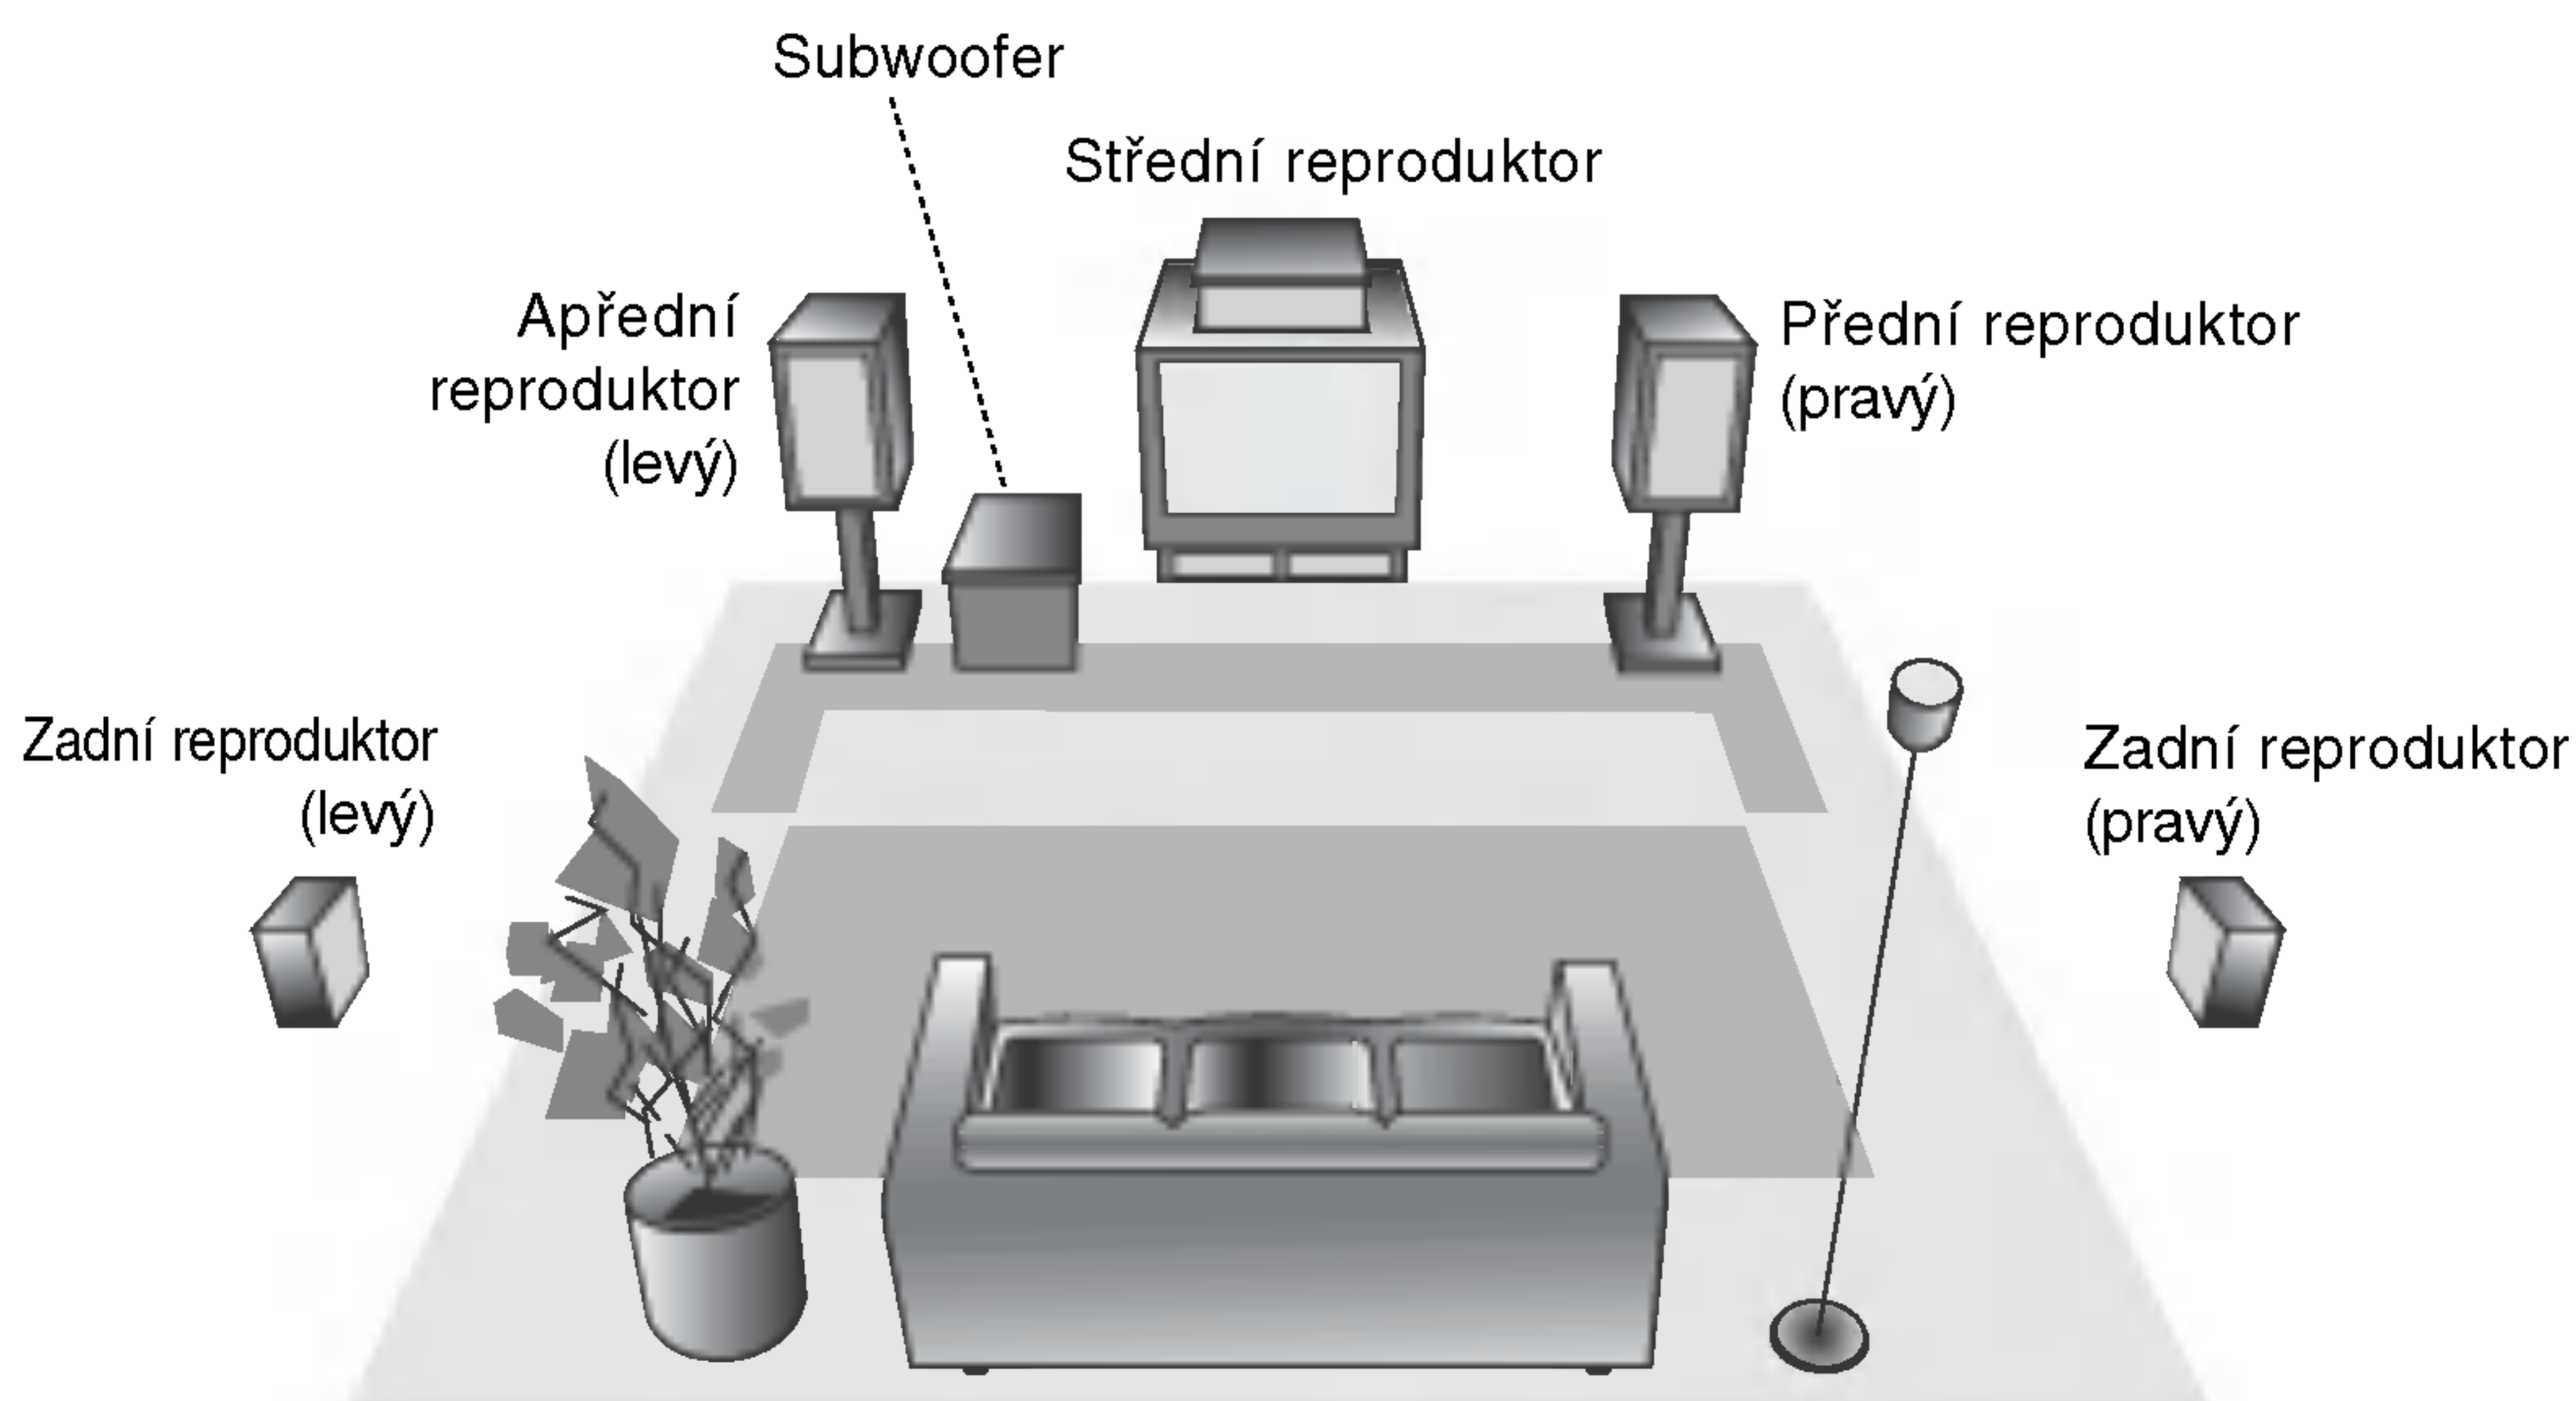 Subwoofer
Střední reproduktor
Apřední
reproduktor
(levý)
Přední reproduktor
(pravý)
Zadní reproduktor
(levý)
Zadní reproduktor
(pravý)